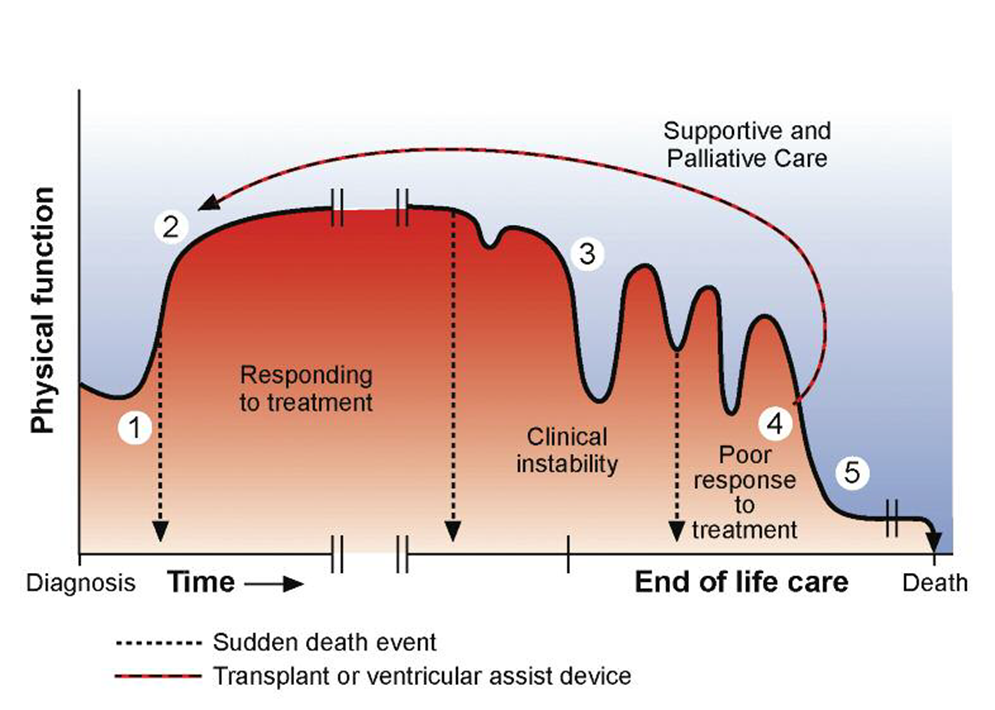 Supportive and
Palliative Care
Physical function
2
3
Responding
to treatment
1
4
Clinical
instability
Poor
response
to
treatment
5
Diagnosis
Time
End of life care
Death
Sudden death event
Transplant or ventricular assist device